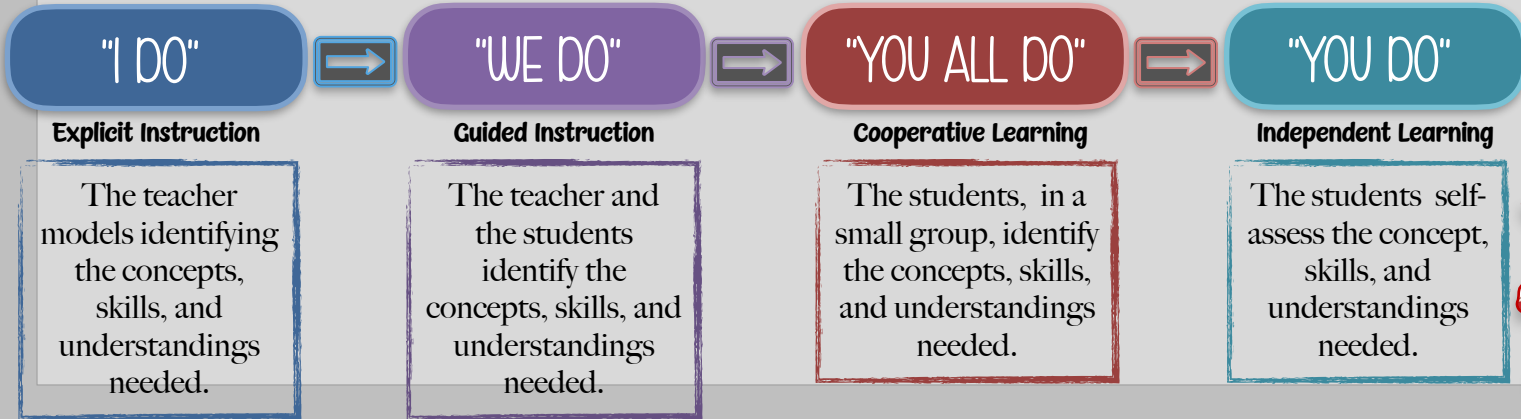 "I DO"
"WE DO"
"YOU ALL DO"
"YOU DO"
Explicit Instruction
Guided Instruction
Cooperative Learning
Independent Learning
The teacher
models identifying
the concepts,
skills, and
understandings
needed.
The teacher and
the students
identify the
concepts, skills, and
understandings
needed.
The students, in a
small group, identify
the concepts, skills,
and understandings
needed.
The students self-
assess the concept,
skills, and
understandings
needed.